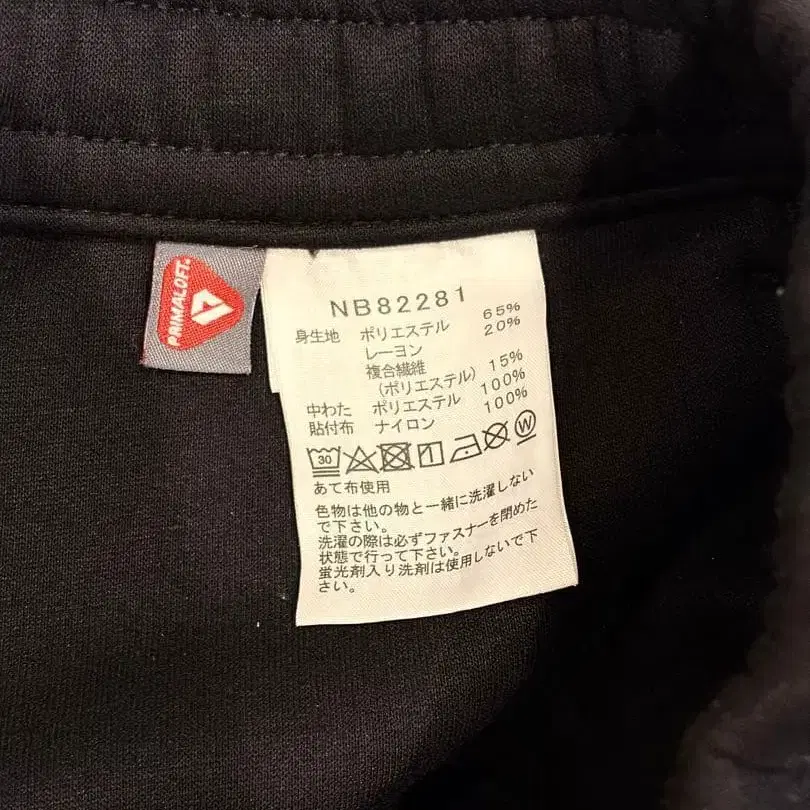 PRIMALOFT
NB82281
身生地 ポリエステル 65%
レーヨン 20%
複合繊維
(ポリエステル) 15%
中わた ポリエステル 100%
貼付布 ナイロン 100%
30 W
あて布使用
色物は他の物と一緒に洗濯しない
で下さい。
洗濯の際は必ずファスナーを閉めた
状態で行って下さい。
蛍光剤入り洗剤は使用しないで下
さい。